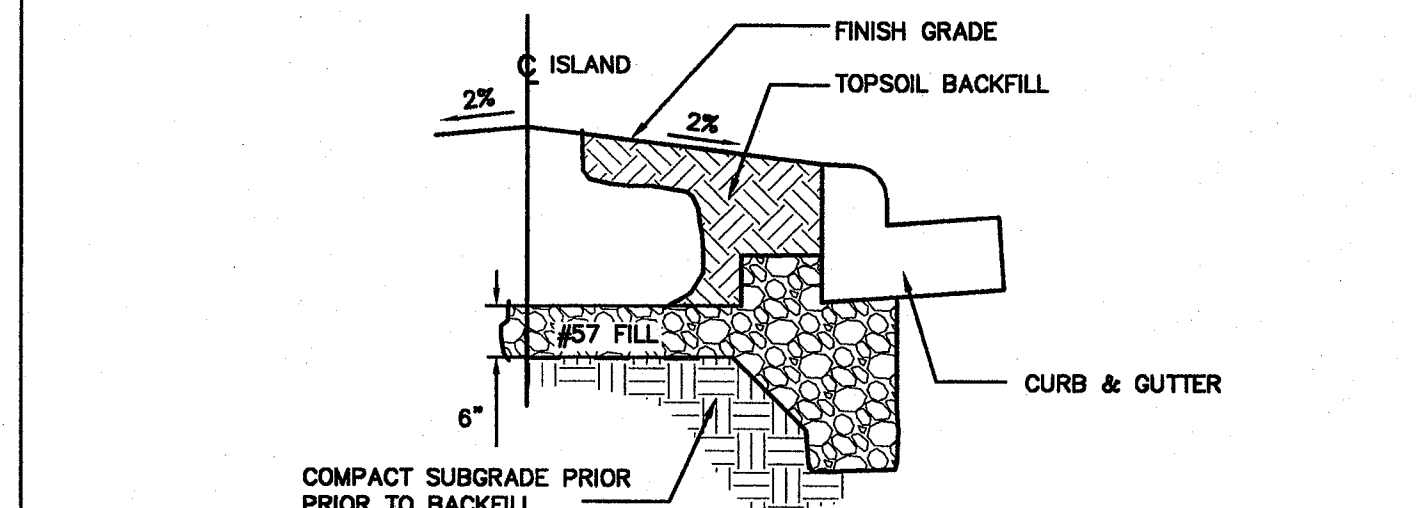 FINISH GRADE
℄ ISLAND
TOPSOIL BACKFILL
2%
2%
#57 FILL
CURB & GUTTER
6"
COMPACT SUBGRADE PRIOR
PRIOR TO BACKFILL